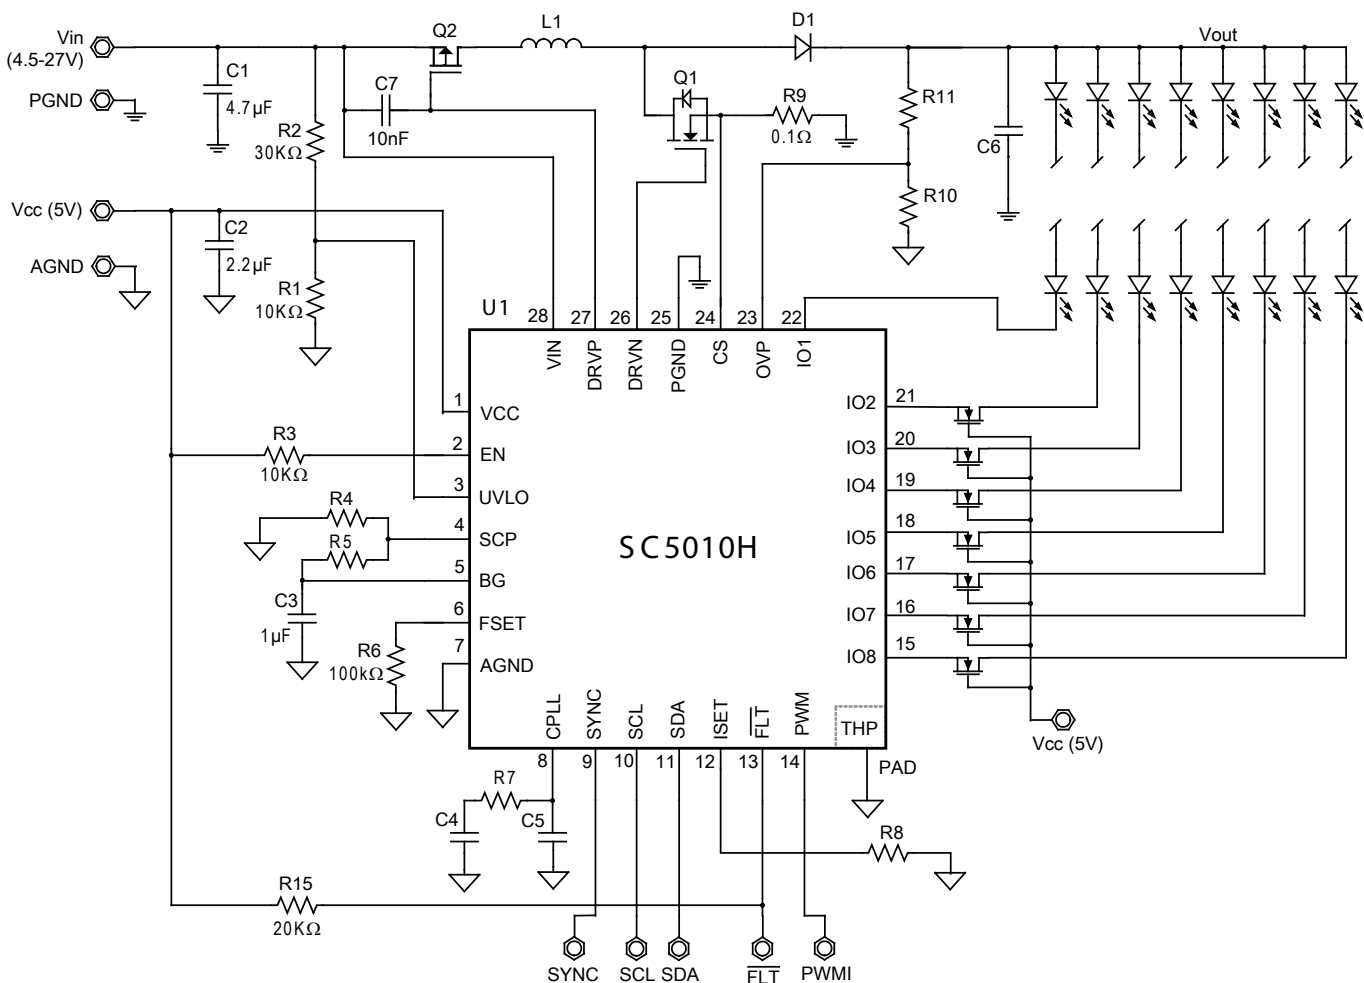 Vin
(4.5-27V)
PGND
C1
4.7µF
R2
30KΩ
C7
10nF
Q2
L1
Q1
R9
0.1Ω
D1
R11
R10
C6
Vout
Vcc (5V)
AGND
C2
2.2µF
R1
10KΩ
U1
28
27
26
25
24
23
22
VIN
DRVP
DRVN
PGND
CS
OVP
IO1
1
VCC
2
EN
3
UVLO
4
SCP
5
BG
6
FSET
7
AGND
SC5010H
IO2
21
IO3
20
IO4
19
IO5
18
IO6
17
IO7
16
IO8
15
R3
10KΩ
R4
R5
C3
1µF
R6
100kΩ
CPLL
SYNC
SCL
SDA
ISET
FLT
PWM
THP
PAD
8
9
10
11
12
13
14
Vcc (5V)
R7
C4
C5
R8
R15
20KΩ
SYNC
SCL
SDA
FLT
PWMI